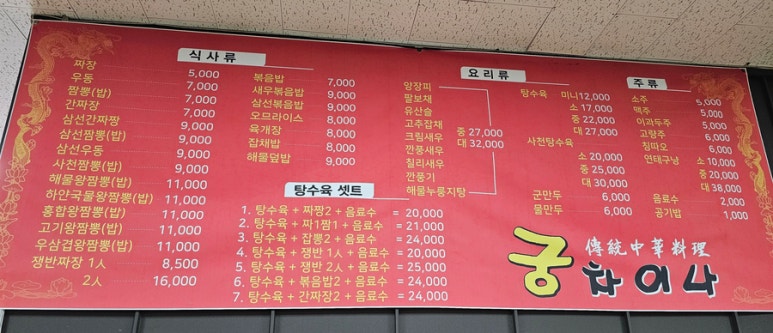 식사류
짜장 5,000
우동 7,000
짬뽕(밥) 7,000
간짜장 7,000
삼선간짜장 9,000
삼선짬뽕(밥) 9,000
삼선우동 9,000
사천짬뽕(밥) 9,000
해물왕짬뽕(밥) 11,000
하얀국물왕짬뽕(밥) 11,000
홍합왕짬뽕(밥) 11,000
고기왕짬뽕(밥) 11,000
우삼겹왕짬뽕(밥) 11,000
쟁반짜장 1人 8,500
2人 16,000
볶음밥 7,000
새우볶음밥 8,000
삼선볶음밥 9,000
오므라이스 8,000
육개장 8,000
잡채밥 8,000
해물덮밥 9,000
탕수육 셋트
1. 탕수육 + 짜짱2 + 음료수 = 20,000
2. 탕수육 + 짜1짬1 + 음료수 = 21,000
3. 탕수육 + 잡뽕2 + 음료수 = 24,000
4. 탕수육 + 쟁반 1人 + 음료수 = 20,000
5. 탕수육 + 쟁반 2人 + 음료수 = 25,000
6. 탕수육 + 볶음밥2 + 음료수 = 24,000
7. 탕수육 + 간짜장2 + 음료수 = 24,000
요리류
양장피
팔보채
유산슬
고추잡채
크림새우
깐풍새우
칠리새우
깐풍기
해물누룽지탕
중 27,000
대 32,000
탕수육 미니12,000
소 17,000
중 22,000
대 27,000
사천탕수육
소 20,000
중 25,000
대 30,000
군만두 6,000
물만두 6,000
주류
소주 5,000
맥주 5,000
이과두주 5,000
고량주 6,000
칭따오 6,000
연태구냥 소 10,000
중 20,000
대 38,000
음료수 2,000
공기밥 1,000
傳統中華料理
궁 차이나